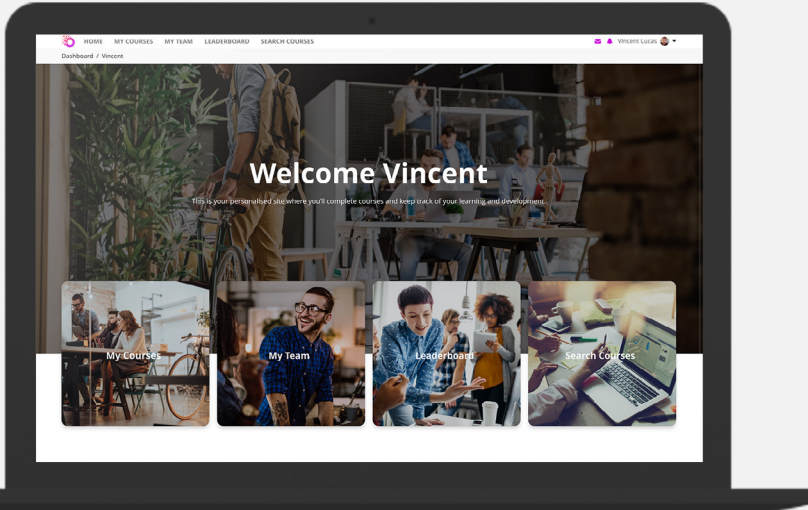 HOME MY COURSES MY TEAM LEADERBOARD SEARCH COURSES Vincent Lucas
Dashboard / Vincent
Welcome Vincent
This is your personalised site where you'll complete courses and keep track of your learning and development.
My Courses My Team Leaderboard Search Courses